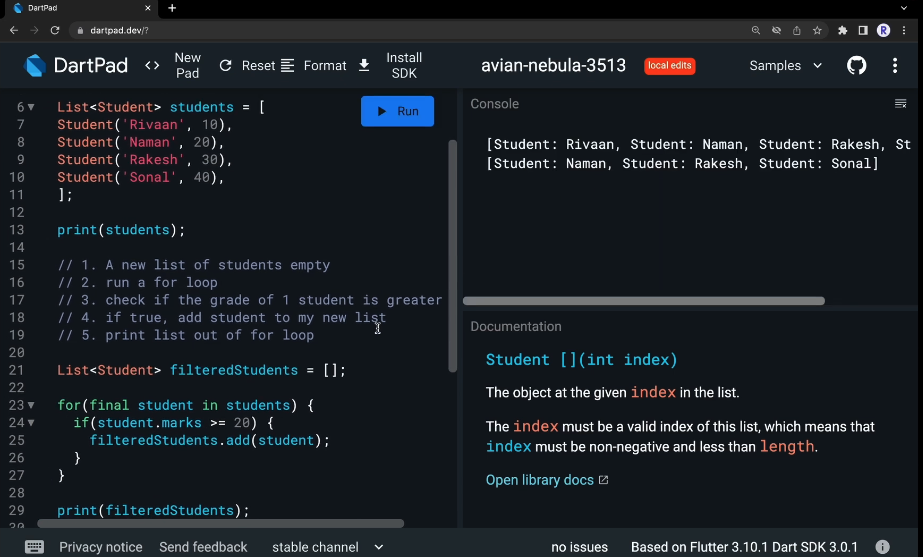 DartPad
dartpad.dev/?
R
DartPad
New Pad
Reset
Format
Install SDK
avian-nebula-3513
local edits
Samples
6 List<Student> students = [
7 Student('Rivaan', 10),
8 Student('Naman', 20),
9 Student('Rakesh', 30),
10 Student('Sonal', 40),
11 ];
12
13 print(students);
14
15 // 1. A new list of students empty
16 // 2. run a for loop
17 // 3. check if the grade of 1 student is greater
18 // 4. if true, add student to my new list
19 // 5. print list out of for loop
20
21 List<Student> filteredStudents = [];
22
23 for(final student in students) {
24 if(student.marks >= 20) {
25 filteredStudents.add(student);
26 }
27 }
28
29 print(filteredStudents);
Run
Console
[Student: Rivaan, Student: Naman, Student: Rakesh, St
[Student: Naman, Student: Rakesh, Student: Sonal]
Documentation
Student [](int index)
The object at the given index in the list.
The index must be a valid index of this list, which means that
index must be non-negative and less than length.
Open library docs
Privacy notice
Send feedback
stable channel
no issues
Based on Flutter 3.10.1 Dart SDK 3.0.1